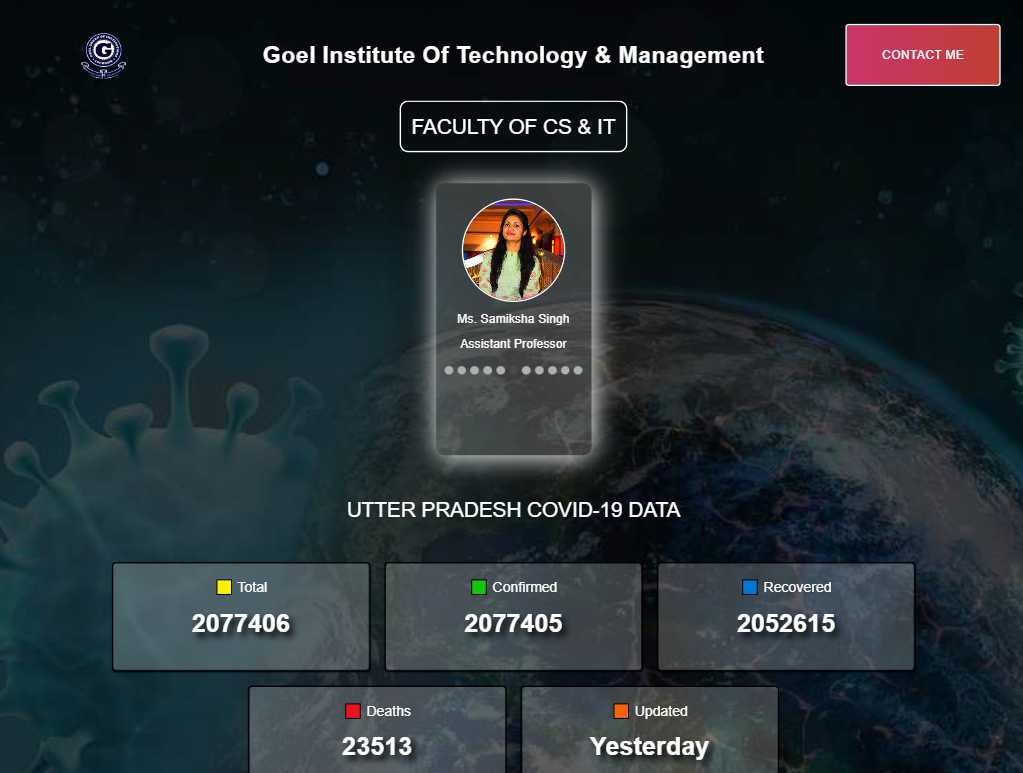 Goel Institute Of Technology & Management
CONTACT ME
FACULTY OF CS & IT
Ms. Samiksha Singh
Assistant Professor
UTTER PRADESH COVID-19 DATA
Total
2077406
Confirmed
2077405
Recovered
2052615
Deaths
23513
Updated
Yesterday